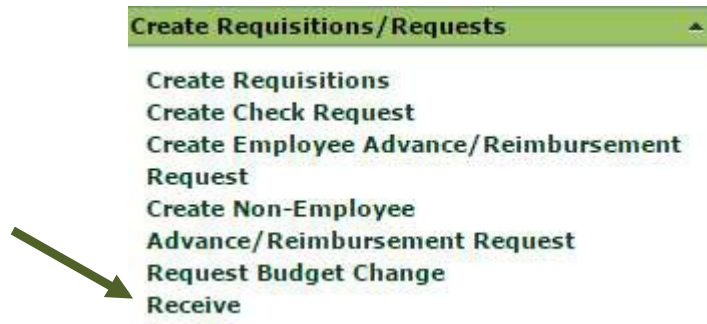 Create Requisitions/Requests
Create Requisitions
Create Check Request
Create Employee Advance/Reimbursement
Request
Create Non-Employee
Advance/Reimbursement Request
Request Budget Change
Receive